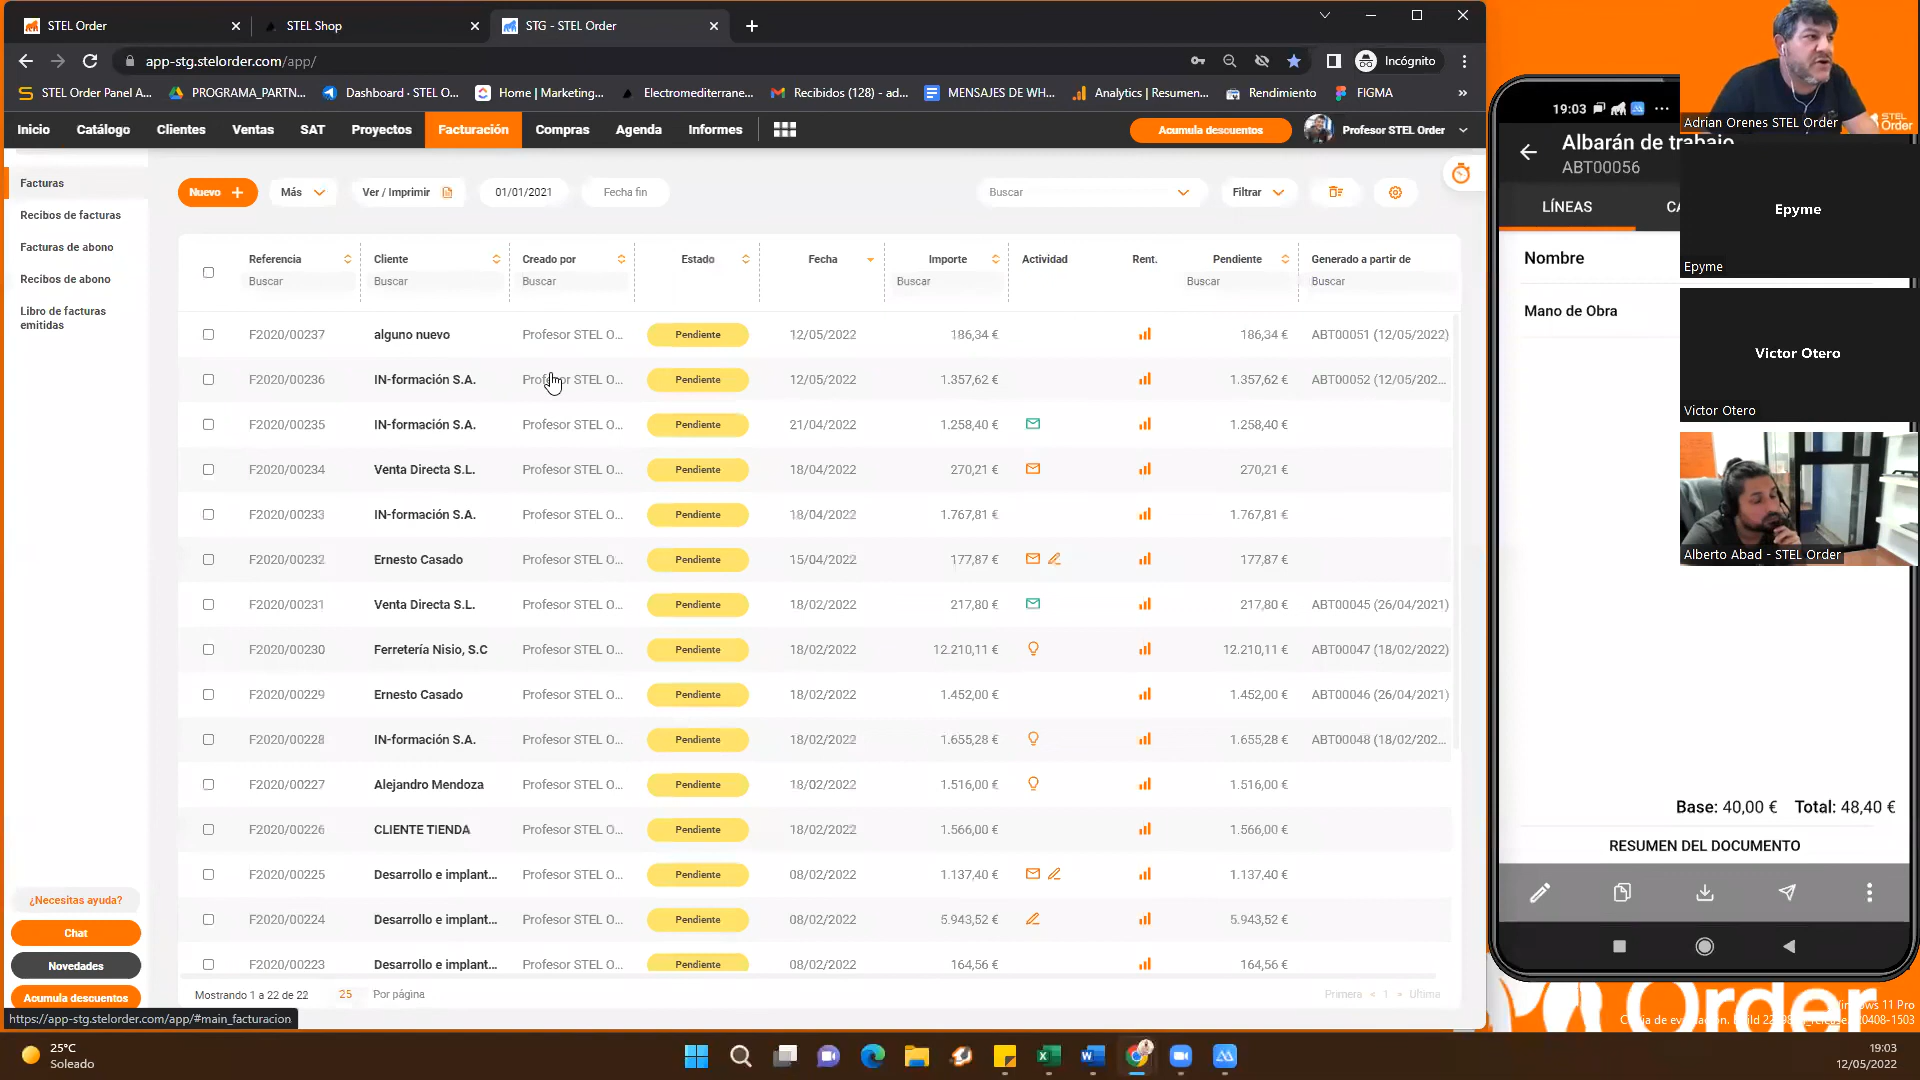 STEL Order
STEL Shop
STG - STEL Order
app-stg.stelorder.com/app/
Incógnito
STEL Order Panel A...
PROGRAMA_PARTN...
Dashboard · STEL O...
Home | Marketing...
Electromediterrane...
Recibidos (128) - ad...
MENSAJES DE WH...
Analytics | Resumen...
Rendimiento
FIGMA
»
Inicio
Catálogo
Clientes
Ventas
SAT
Proyectos
Facturación
Compras
Agenda
Informes
Acumula descuentos
Profesor STEL Order
Facturas
Recibos de facturas
Facturas de abono
Recibos de abono
Libro de facturas
emitidas
Nuevo +
Más
Ver / Imprimir
01/01/2021
Fecha fin
Buscar
Filtrar
Referencia Cliente Creado por Estado Fecha Importe Actividad Rent. Pendiente Generado a partir de
Buscar Buscar Buscar Buscar Buscar Buscar
F2020/00237 alguno nuevo Profesor STEL O... Pendiente 12/05/2022 186,34 € 186,34 € ABT00051 (12/05/2022)
F2020/00236 IN-formación S.A. Profesor STEL O... Pendiente 12/05/2022 1.357,62 € 1.357,62 € ABT00052 (12/05/202...
F2020/00235 IN-formación S.A. Profesor STEL O... Pendiente 21/04/2022 1.258,40 € 1.258,40 €
F2020/00234 Venta Directa S.L. Profesor STEL O... Pendiente 18/04/2022 270,21 € 270,21 €
F2020/00233 IN-formación S.A. Profesor STEL O... Pendiente 18/04/2022 1.767,81 € 1.767,81 €
F2020/00232 Ernesto Casado Profesor STEL O... Pendiente 15/04/2022 177,87 € 177,87 €
F2020/00231 Venta Directa S.L. Profesor STEL O... Pendiente 18/02/2022 217,80 € 217,80 € ABT00045 (26/04/2021)
F2020/00230 Ferretería Nisio, S.C Profesor STEL O... Pendiente 18/02/2022 12.210,11 € 12.210,11 € ABT00047 (18/02/2022)
F2020/00229 Ernesto Casado Profesor STEL O... Pendiente 18/02/2022 1.452,00 € 1.452,00 € ABT00046 (26/04/2021)
F2020/00228 IN-formación S.A. Profesor STEL O... Pendiente 18/02/2022 1.655,28 € 1.655,28 € ABT00048 (18/02/202...
F2020/00227 Alejandro Mendoza Profesor STEL O... Pendiente 18/02/2022 1.516,00 € 1.516,00 €
F2020/00226 CLIENTE TIENDA Profesor STEL O... Pendiente 18/02/2022 1.566,00 € 1.566,00 €
F2020/00225 Desarrollo e implant... Profesor STEL O... Pendiente 08/02/2022 1.137,40 € 1.137,40 €
F2020/00224 Desarrollo e implant... Profesor STEL O... Pendiente 08/02/2022 5.943,52 € 5.943,52 €
F2020/00223 Desarrollo e implant... Profesor STEL O... Pendiente 08/02/2022 164,56 € 164,56 €
¿Necesitas ayuda?
Chat
Novedades
Acumula descuentos
Mostrando 1 a 22 de 22
25
Por página
Primera < 1 > Última
https://app-stg.stelorder.com/app/#main_facturacion
19:03
Albarán de trabajo
ABT00056
LÍNEAS
Nombre
Mano de Obra
Base: 40,00 € Total: 48,40 €
RESUMEN DEL DOCUMENTO
Adrian Orenes STEL Order
STEL
Order
Epyme
Epyme
Victor Otero
Victor Otero
Alberto Abad - STEL Order
Order
25°C
Soleado
19:03
12/05/2022